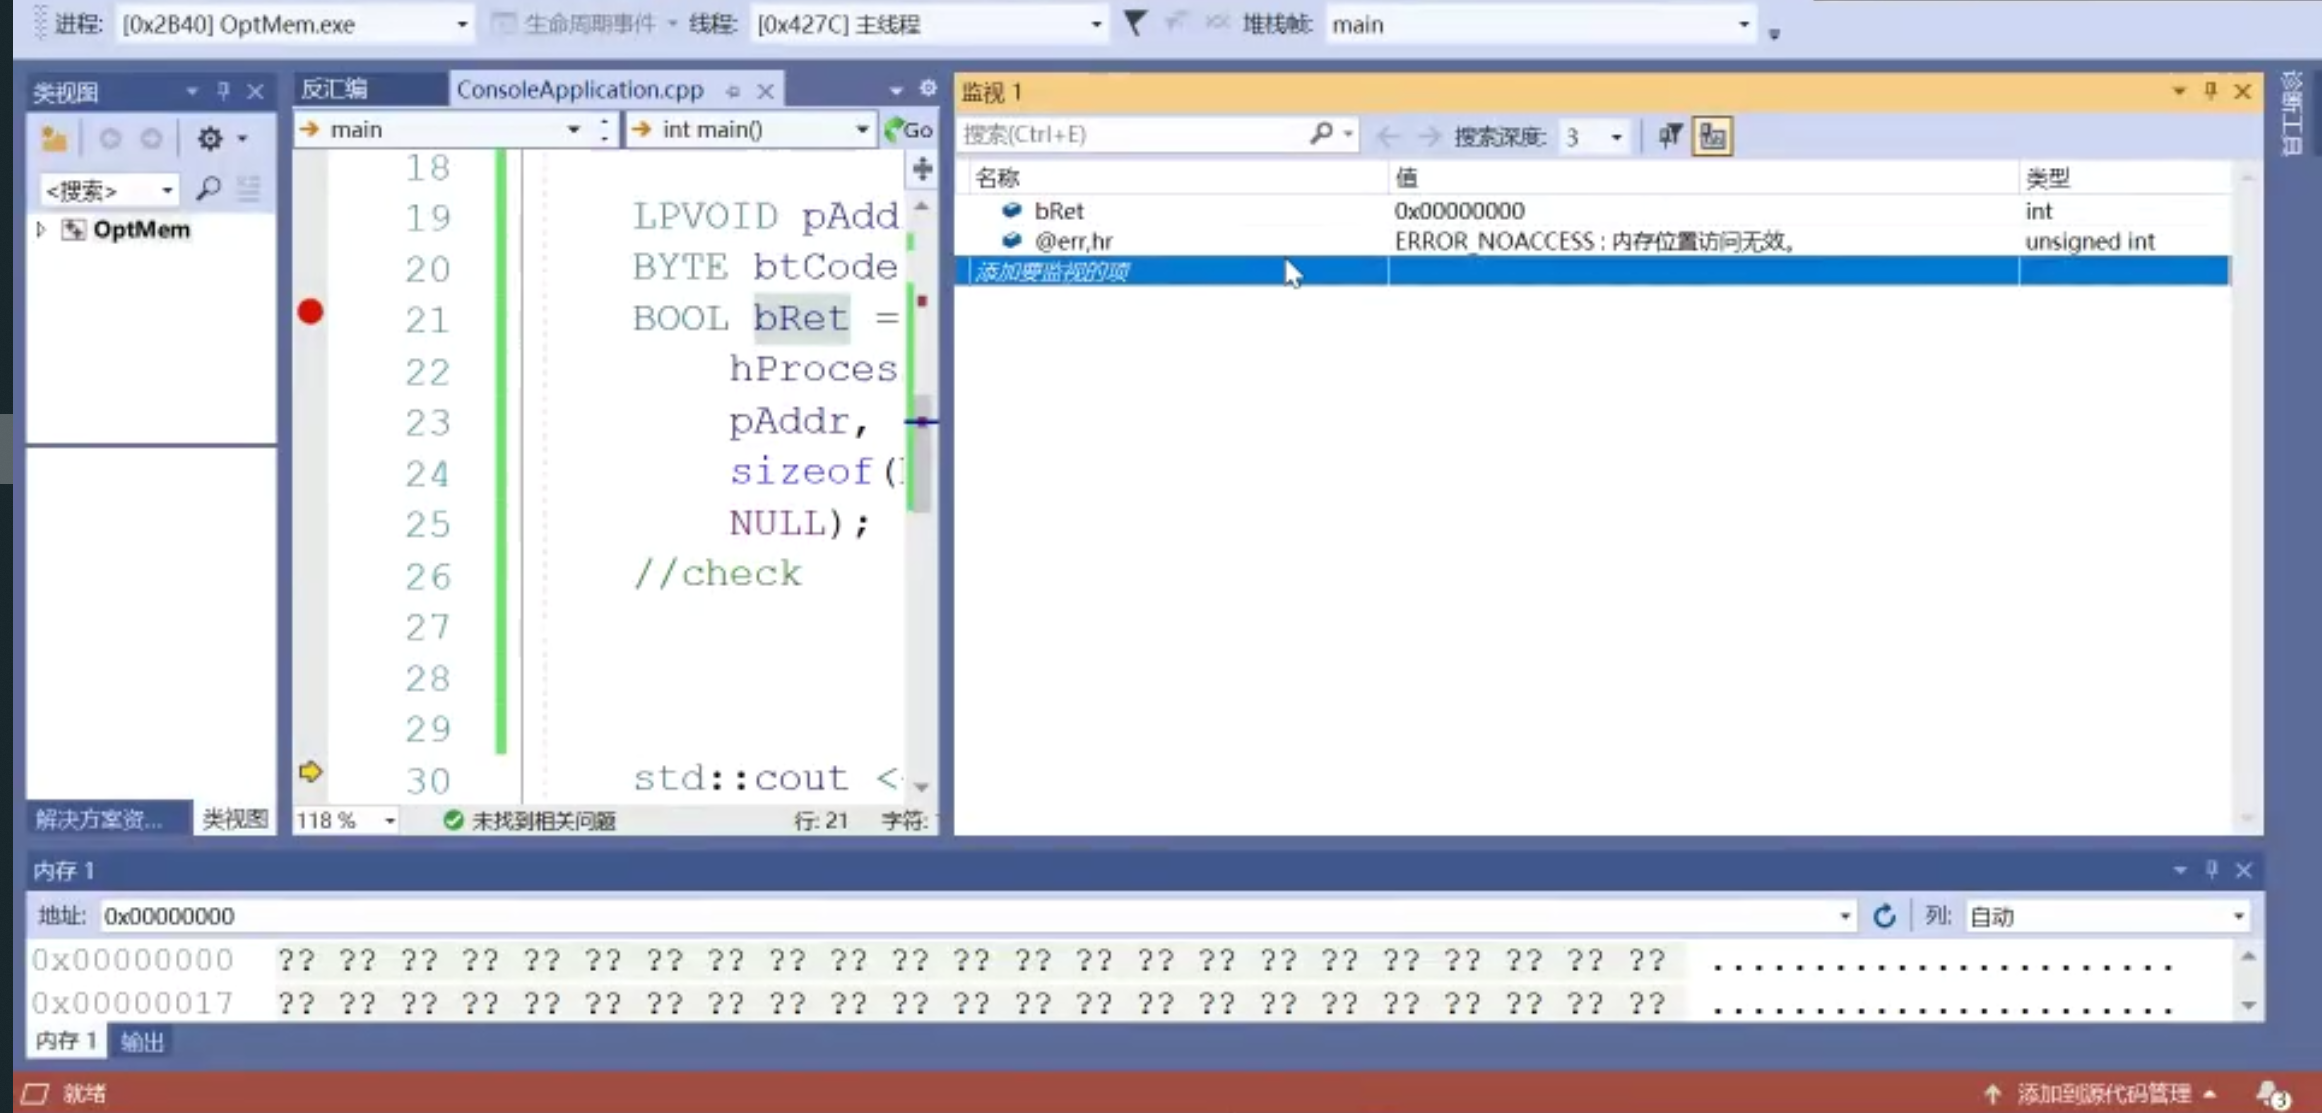 进程: [0x2B40] OptMem.exe 生命周期事件 线程: [0x427C] 主线程 堆栈帧: main
类视图
反汇编 ConsoleApplication.cpp
监视 1
诊断工具
main int main() Go
搜索(Ctrl+E) 搜索深度: 3
<搜索>
OptMem
名称 值 类型
bRet 0x00000000 int
@err,hr ERROR_NOACCESS : 内存位置访问无效。 unsigned int
添加要监视的项
18
19 LPVOID pAdd
20 BYTE btCode
21 BOOL bRet =
22 hProces
23 pAddr,
24 sizeof(
25 NULL);
26 //check
27
28
29
30 std::cout <
解决方案资... 类视图
118 % 未找到相关问题 行: 21 字符:
内存 1
地址: 0x00000000 列: 自动
0x00000000 ?? ?? ?? ?? ?? ?? ?? ?? ?? ?? ?? ?? ?? ?? ?? ?? ?? ?? ?? ?? ?? ?? ?? .......................
0x00000017 ?? ?? ?? ?? ?? ?? ?? ?? ?? ?? ?? ?? ?? ?? ?? ?? ?? ?? ?? ?? ?? ?? ?? .......................
内存 1 输出
就绪 添加到源代码管理 3